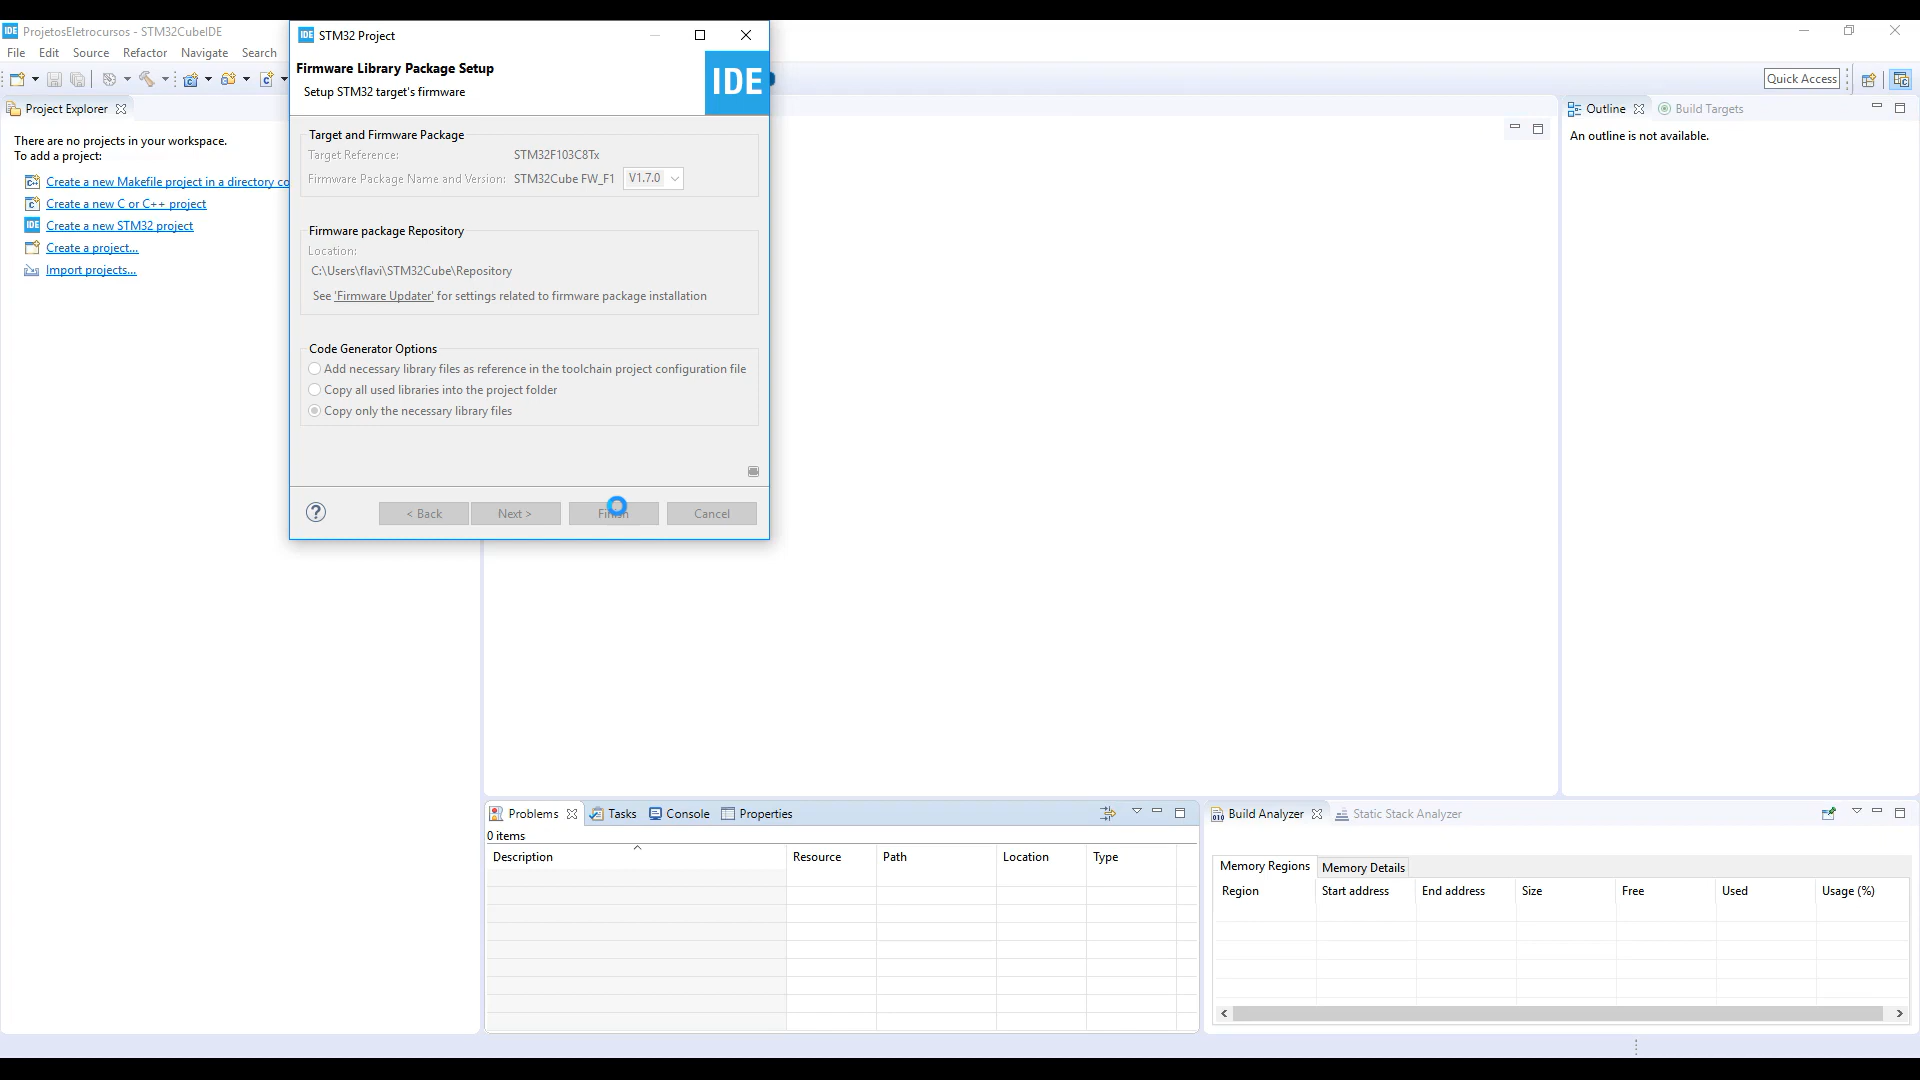 IDE ProjetosEletrocursos - STM32CubeIDE
File Edit Source Refactor Navigate Search
Quick Access
Project Explorer
There are no projects in your workspace.
To add a project:
Create a new Makefile project in a directory co
Create a new C or C++ project
IDE Create a new STM32 project
Create a project...
Import projects...
IDE STM32 Project
Firmware Library Package Setup
Setup STM32 target's firmware
IDE
Target and Firmware Package
Target Reference: STM32F103C8Tx
Firmware Package Name and Version: STM32Cube FW_F1 V1.7.0
Firmware package Repository
Location:
C:\Users\flavi\STM32Cube\Repository
See 'Firmware Updater' for settings related to firmware package installation
Code Generator Options
Add necessary library files as reference in the toolchain project configuration file
Copy all used libraries into the project folder
Copy only the necessary library files
? < Back Next > Finish Cancel
Outline Build Targets
An outline is not available.
Problems Tasks Console Properties
0 items
Description Resource Path Location Type
Build Analyzer Static Stack Analyzer
Memory Regions Memory Details
Region Start address End address Size Free Used Usage (%)